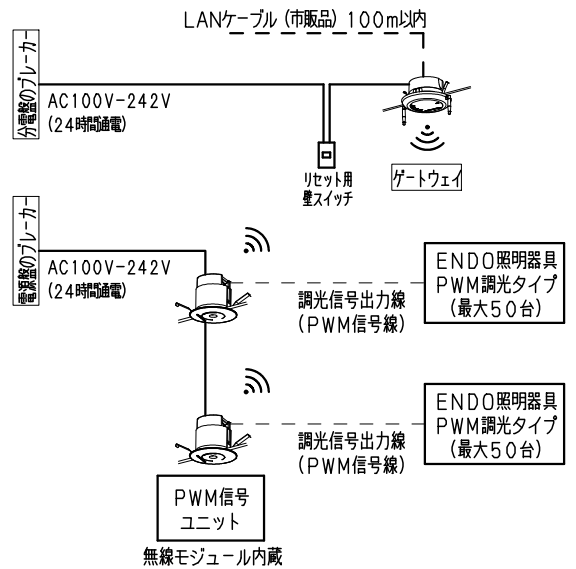 LANケーブル（市販品）100m以内
分電盤のブレーカー
AC100V-242V
（24時間通電）
リセット用
壁スイッチ
ゲートウェイ
電源盤のブレーカー
AC100V-242V
（24時間通電）
調光信号出力線
（PWM信号線）
ENDO照明器具
PWM調光タイプ
（最大50台）
調光信号出力線
（PWM信号線）
ENDO照明器具
PWM調光タイプ
（最大50台）
PWM信号
ユニット
無線モジュール内蔵